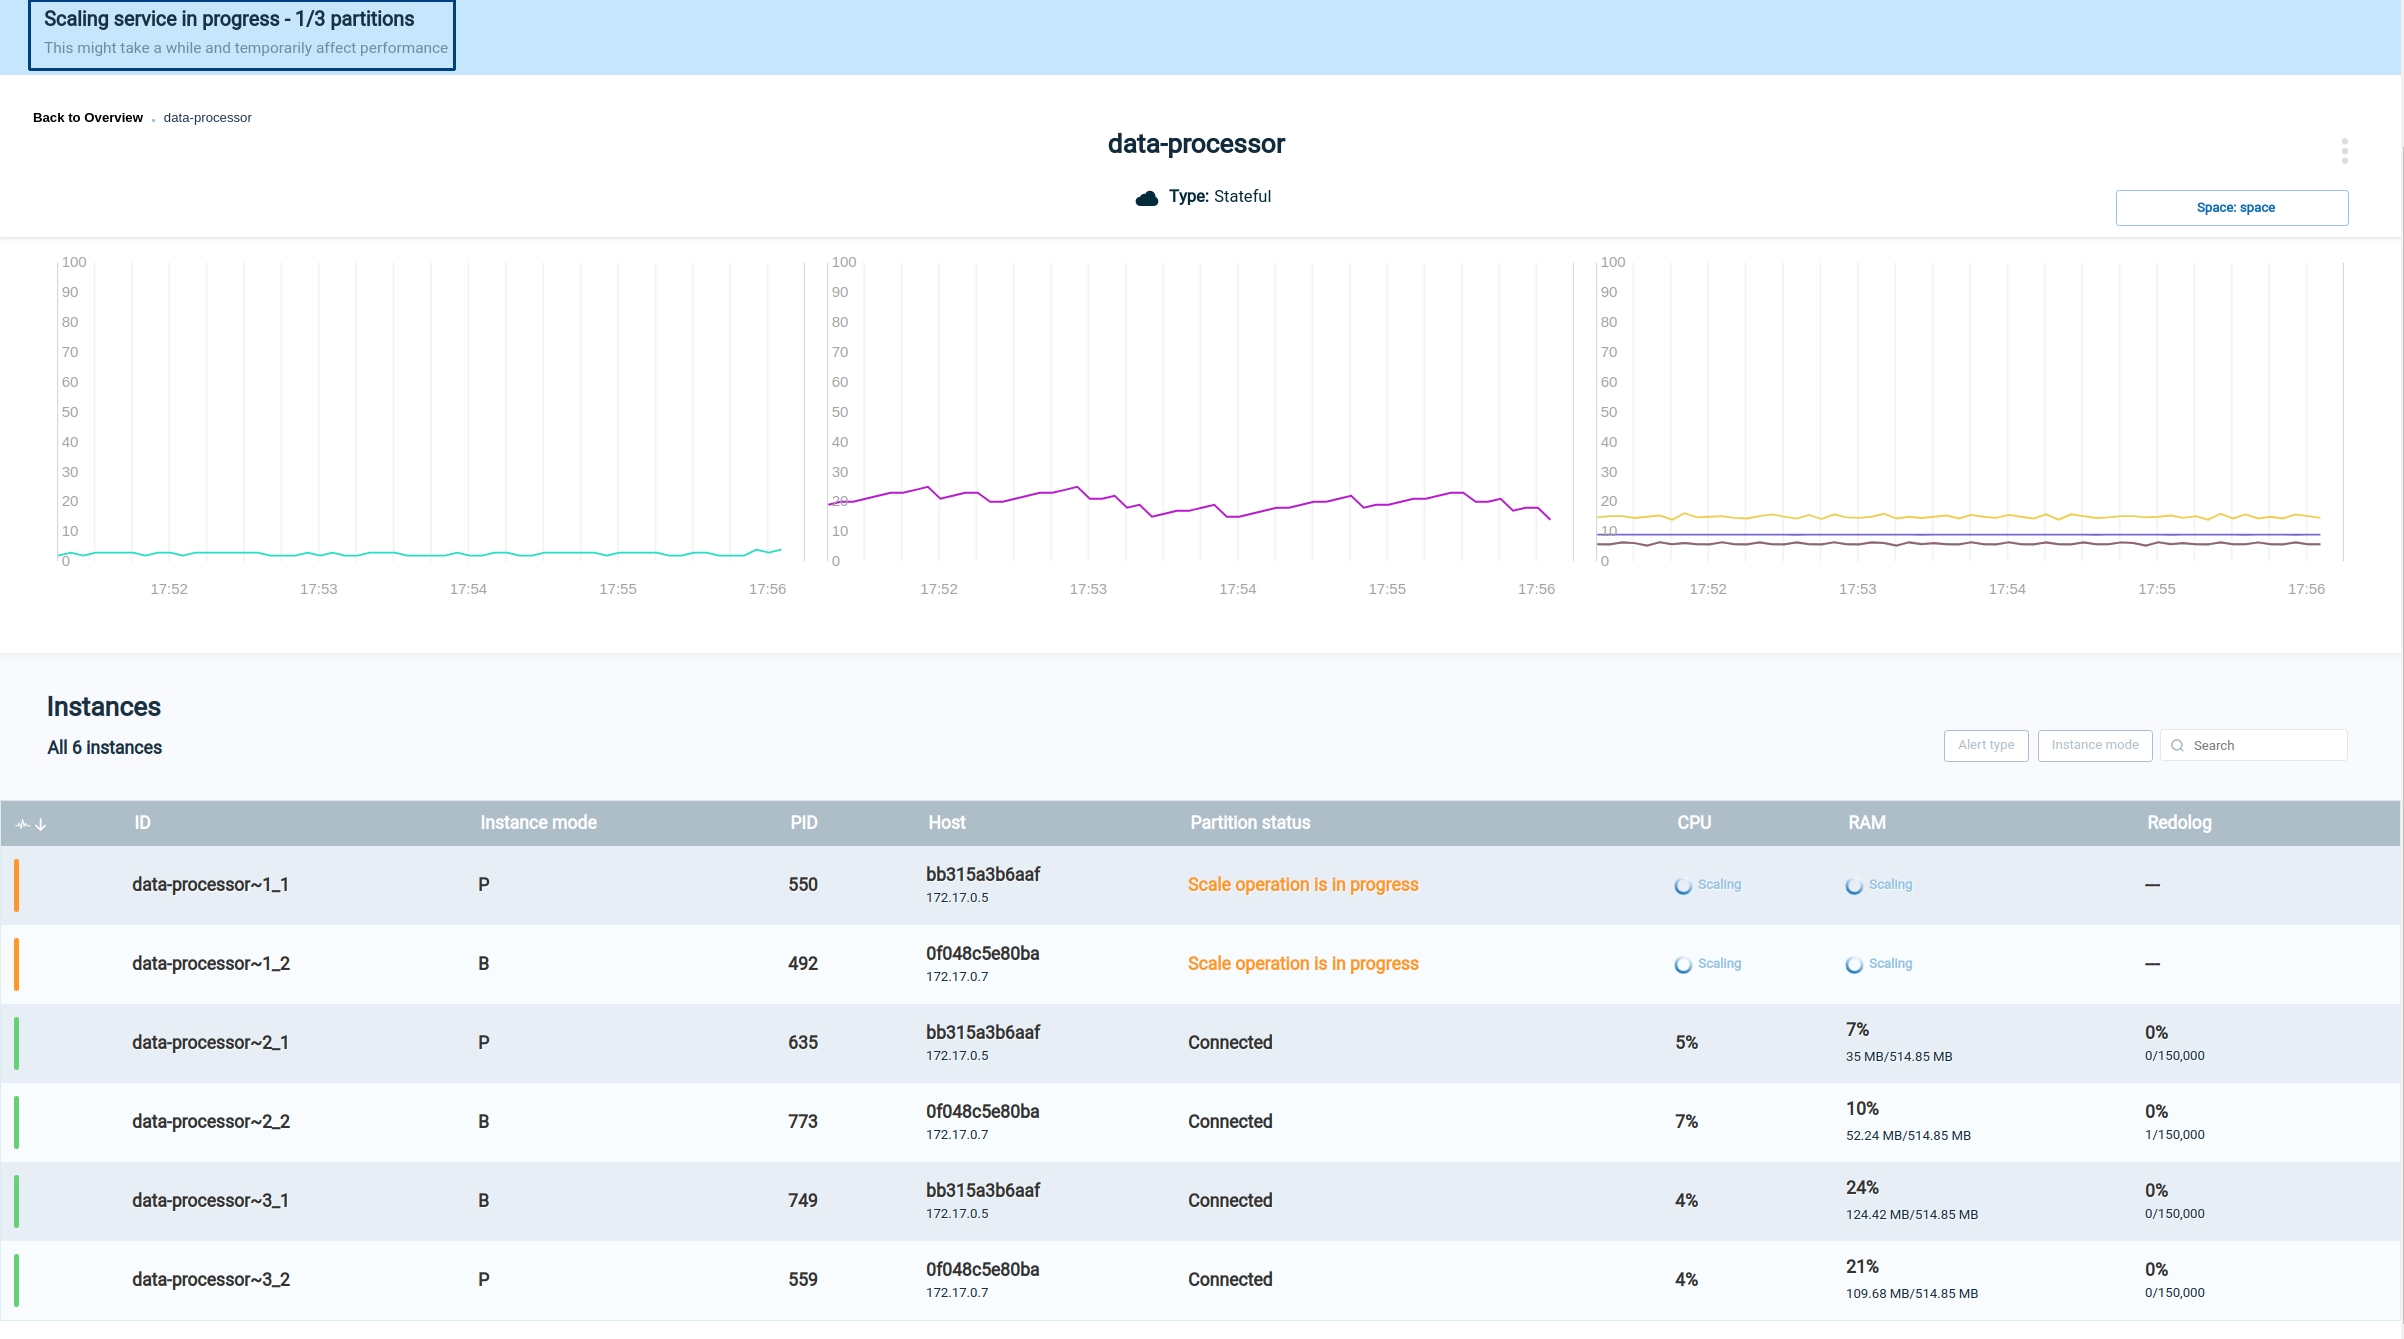 Scaling service in progress - 1/3 partitions
This might take a while and temporarily affect performance
Back to Overview data-processor
data-processor
Type: Stateful
Space: space
100
90
80
70
60
50
40
30
20
10
0
17:52 17:53 17:54 17:55 17:56
100
90
80
70
60
50
40
30
20
10
0
17:52 17:53 17:54 17:55 17:56
100
90
80
70
60
50
40
30
20
10
0
17:52 17:53 17:54 17:55 17:56
Instances
All 6 instances
Alert type Instance mode Search
ID Instance mode PID Host Partition status CPU RAM Redolog
data-processor~1_1 P 550 bb315a3b6aaf Scale operation is in progress Scaling Scaling —
172.17.0.5
data-processor~1_2 B 492 0f048c5e80ba Scale operation is in progress Scaling Scaling —
172.17.0.7
data-processor~2_1 P 635 bb315a3b6aaf Connected 5% 7% 0%
172.17.0.5 35 MB/514.85 MB 0/150,000
data-processor~2_2 B 773 0f048c5e80ba Connected 7% 10% 0%
172.17.0.7 52.24 MB/514.85 MB 1/150,000
data-processor~3_1 B 749 bb315a3b6aaf Connected 4% 24% 0%
172.17.0.5 124.42 MB/514.85 MB 0/150,000
data-processor~3_2 P 559 0f048c5e80ba Connected 4% 21% 0%
172.17.0.7 109.68 MB/514.85 MB 0/150,000